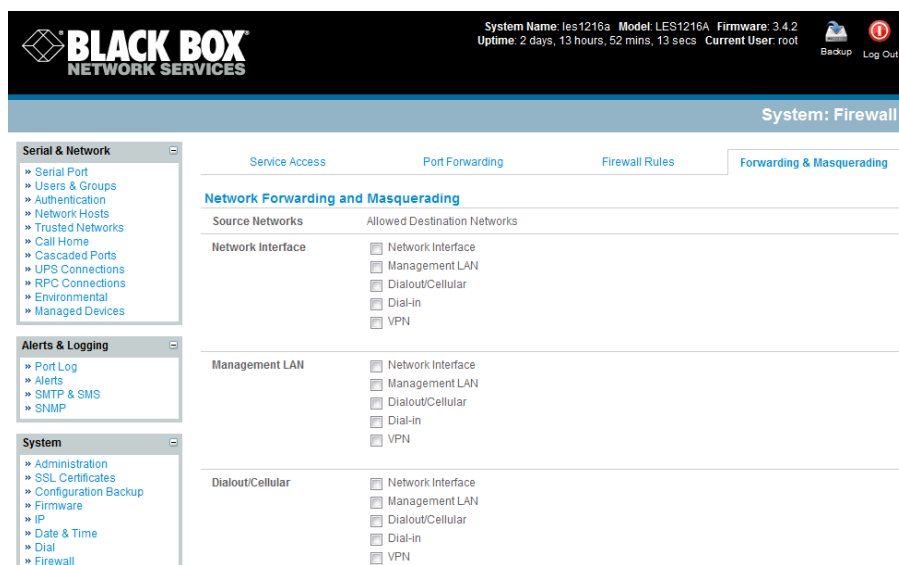 BLACK BOX
NETWORK SERVICES
System Name: les1216a Model: LES1216A Firmware: 3.4.2
Uptime: 2 days, 13 hours, 52 mins, 13 secs Current User: root
Backup
Log Out
System: Firewall
Serial & Network
» Serial Port
» Users & Groups
» Authentication
» Network Hosts
» Trusted Networks
» Call Home
» Cascaded Ports
» UPS Connections
» RPC Connections
» Environmental
» Managed Devices
Alerts & Logging
» Port Log
» Alerts
» SMTP & SMS
» SNMP
System
» Administration
» SSL Certificates
» Configuration Backup
» Firmware
» IP
» Date & Time
» Dial
» Firewall
Service Access
Port Forwarding
Firewall Rules
Forwarding & Masquerading
Network Forwarding and Masquerading
Source Networks
Allowed Destination Networks
Network Interface
Network Interface
Management LAN
Dialout/Cellular
Dial-in
VPN
Management LAN
Network Interface
Management LAN
Dialout/Cellular
Dial-in
VPN
Dialout/Cellular
Network Interface
Management LAN
Dialout/Cellular
Dial-in
VPN